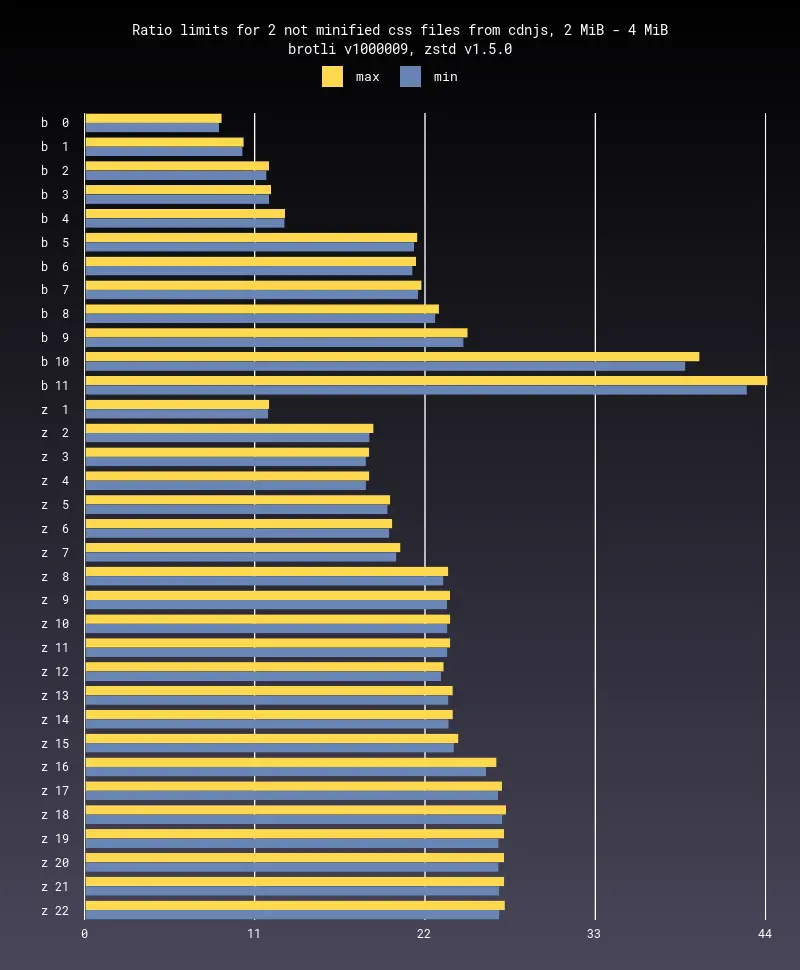 Ratio limits for 2 not minified css files from cdnjs, 2 MiB - 4 MiB
brotli v1000009, zstd v1.5.0
max min
b 0
b 1
b 2
b 3
b 4
b 5
b 6
b 7
b 8
b 9
b 10
b 11
z 1
z 2
z 3
z 4
z 5
z 6
z 7
z 8
z 9
z 10
z 11
z 12
z 13
z 14
z 15
z 16
z 17
z 18
z 19
z 20
z 21
z 22
0 11 22 33 44